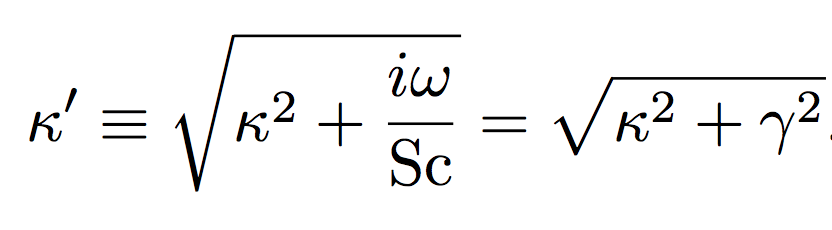 κ′ ≡ √(κ² + iω/Sc) = √(κ² + γ²).